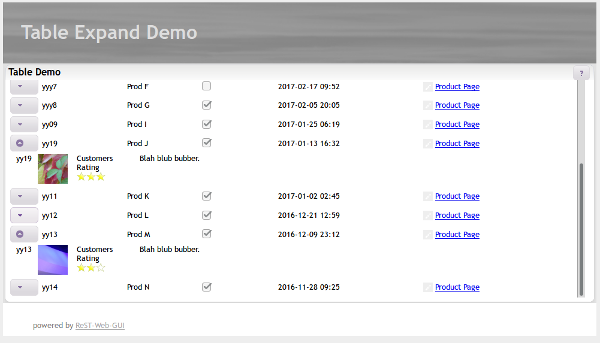 Table Expand Demo
Table Demo ?
yyy7 Prod F 2017-02-17 09:52 Product Page
yyy8 Prod G 2017-02-05 20:05 Product Page
yy09 Prod I 2017-01-25 06:19 Product Page
yy19 Prod J 2017-01-13 16:32 Product Page
yy19 Customers Blah blub bubber.
Rating
yy11 Prod K 2017-01-02 02:45 Product Page
yy12 Prod L 2016-12-21 12:59 Product Page
yy13 Prod M 2016-12-09 23:12 Product Page
yy13 Customers Blah blub bubber.
Rating
yy14 Prod N 2016-11-28 09:25 Product Page
powered by ReST-Web-GUI